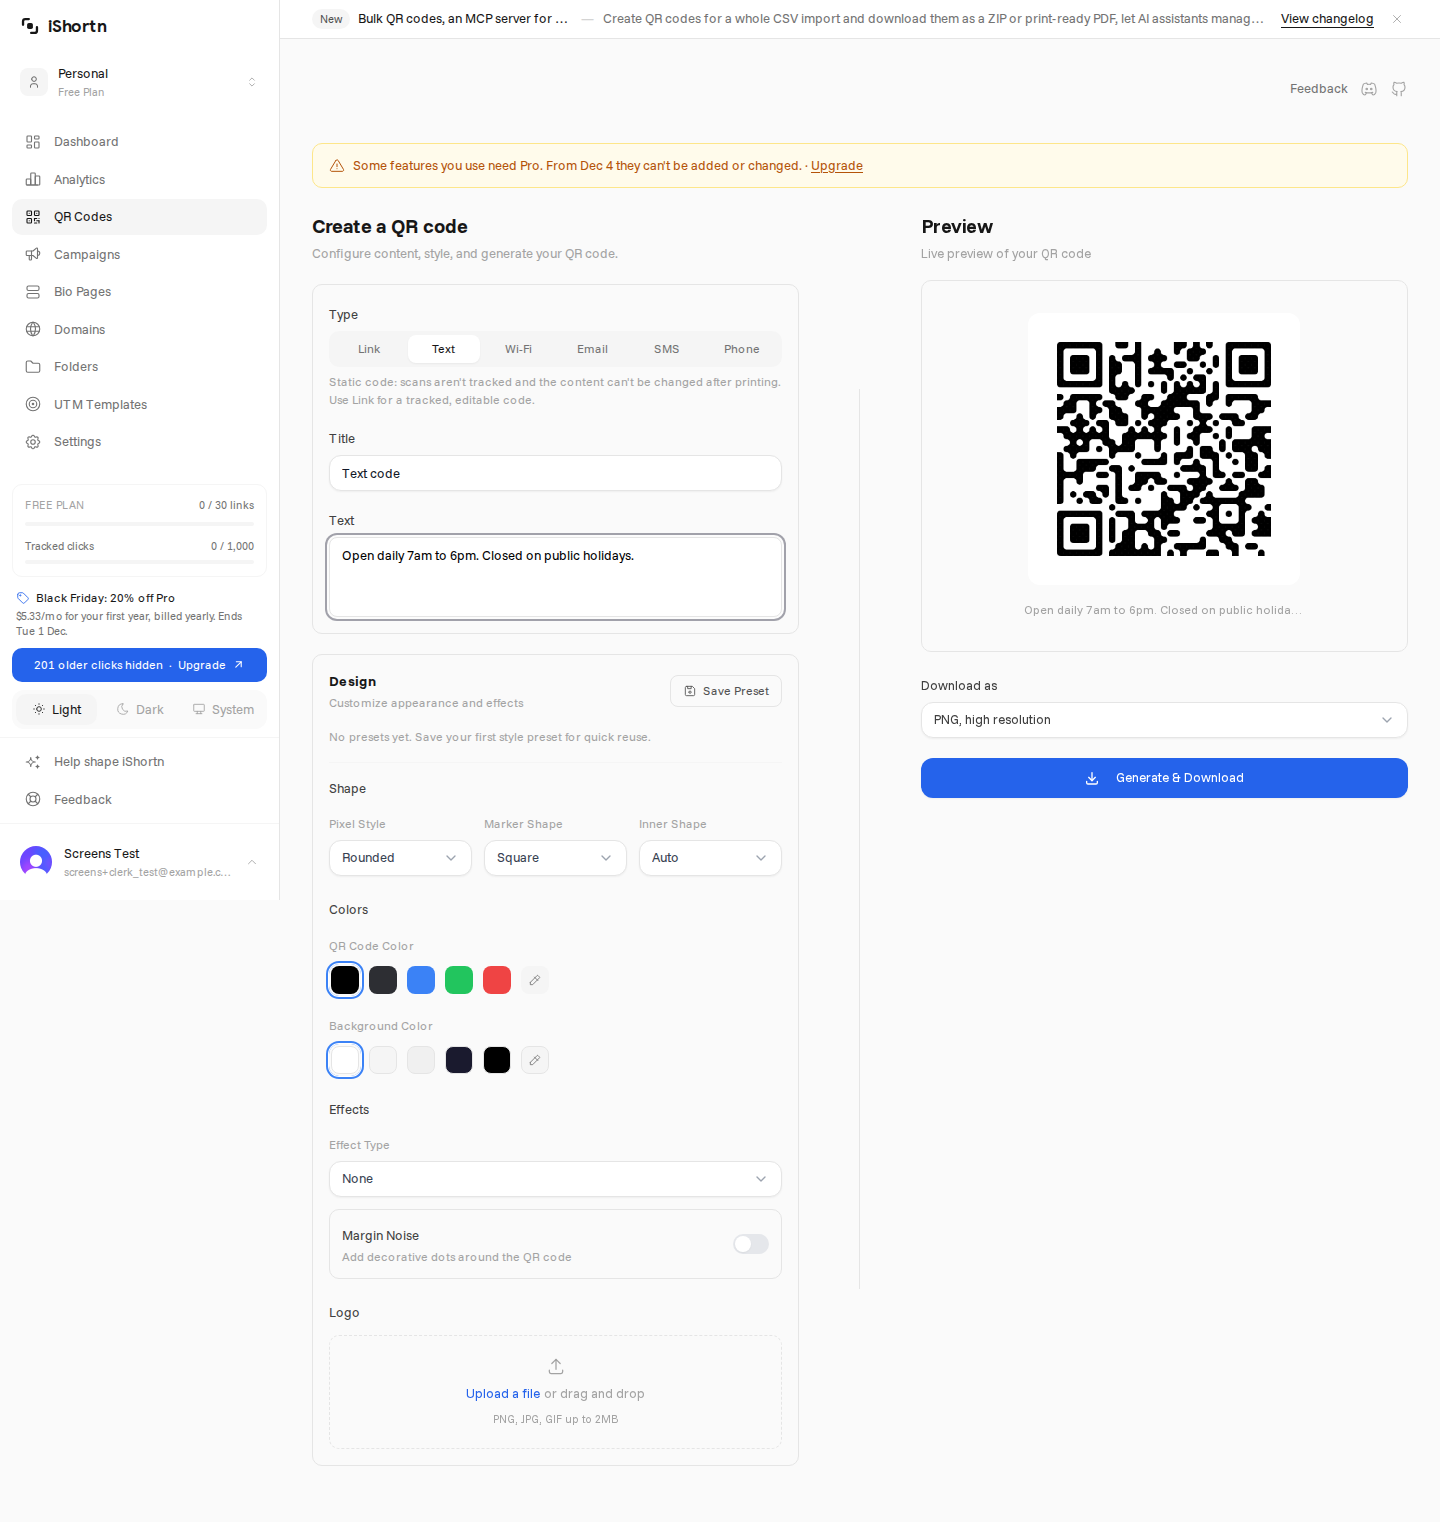 iShortn
Personal
Free Plan
Dashboard
Analytics
QR Codes
Campaigns
Bio Pages
Domains
Folders
UTM Templates
Settings
FREE PLAN 0 / 30 links
Tracked clicks 0 / 1,000
Black Friday: 20% off Pro
$5.33/mo for your first year, billed yearly. Ends
Tue 1 Dec.
201 older clicks hidden · Upgrade
Light Dark System
Help shape iShortn
Feedback
Screens Test
screens+clerk_test@example.c...
New Bulk QR codes, an MCP server for ... — Create QR codes for a whole CSV import and download them as a ZIP or print-ready PDF, let AI assistants manag... View changelog
Feedback
Some features you use need Pro. From Dec 4 they can't be added or changed. · Upgrade
Create a QR code
Configure content, style, and generate your QR code.
Type
Link Text Wi-Fi Email SMS Phone
Static code: scans aren't tracked and the content can't be changed after printing.
Use Link for a tracked, editable code.
Title
Text code
Text
Open daily 7am to 6pm. Closed on public holidays.
Design
Customize appearance and effects
Save Preset
No presets yet. Save your first style preset for quick reuse.
Shape
Pixel Style Marker Shape Inner Shape
Rounded Square Auto
Colors
QR Code Color
Background Color
Effects
Effect Type
None
Margin Noise
Add decorative dots around the QR code
Logo
Upload a file or drag and drop
PNG, JPG, GIF up to 2MB
Preview
Live preview of your QR code
Open daily 7am to 6pm. Closed on public holida...
Download as
PNG, high resolution
Generate & Download